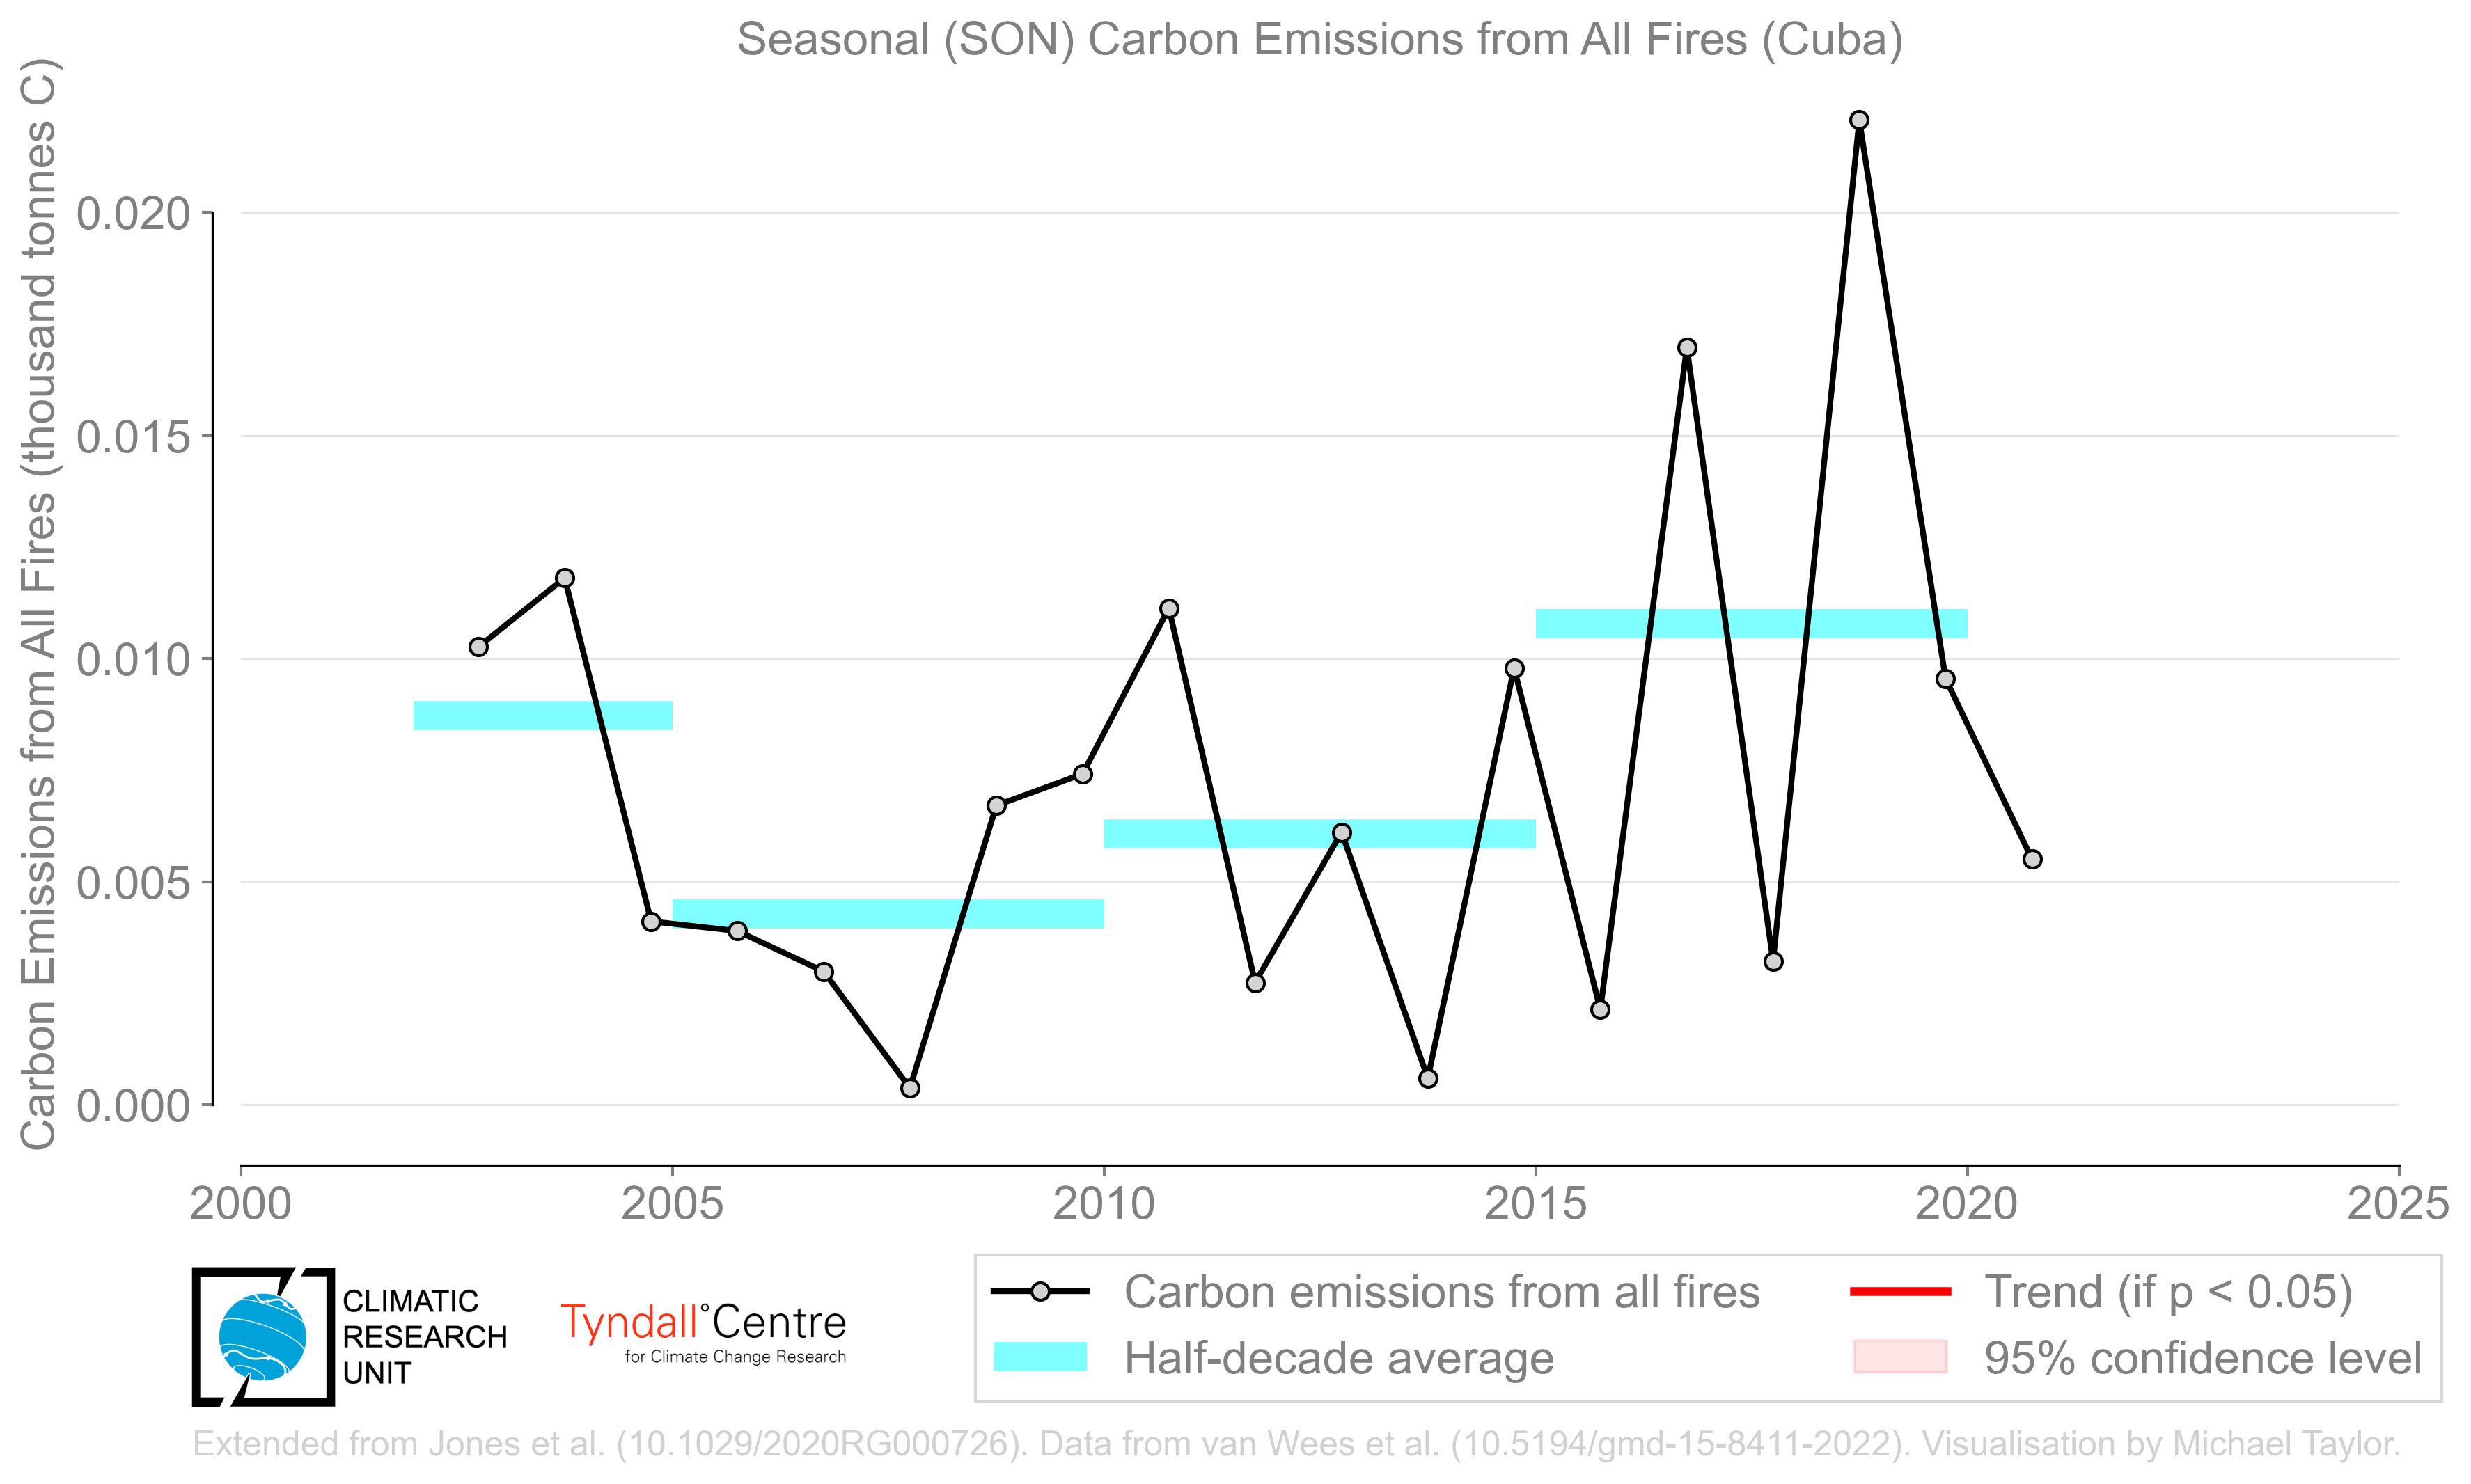 Seasonal (SON) Carbon Emissions from All Fires (Cuba)
Carbon Emissions from All Fires (thousand tonnes C)
0.020
0.015
0.010
0.005
0.000
2000 2005 2010 2015 2020 2025
CLIMATIC
RESEARCH
UNIT
Tyndall°Centre
for Climate Change Research
Carbon emissions from all fires
Half-decade average
Trend (if p < 0.05)
95% confidence level
Extended from Jones et al. (10.1029/2020RG000726). Data from van Wees et al. (10.5194/gmd-15-8411-2022). Visualisation by Michael Taylor.